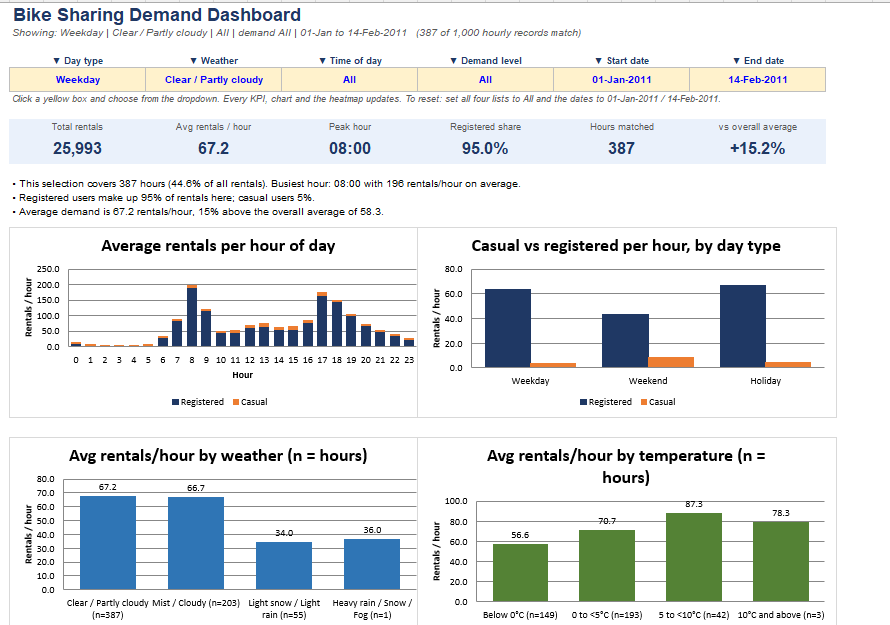 Bike Sharing Demand Dashboard
Showing: Weekday | Clear / Partly cloudy | All | demand All | 01-Jan to 14-Feb-2011 (387 of 1,000 hourly records match)
▼ Day type ▼ Weather ▼ Time of day ▼ Demand level ▼ Start date ▼ End date
Weekday Clear / Partly cloudy All All 01-Jan-2011 14-Feb-2011
Click a yellow box and choose from the dropdown. Every KPI, chart and the heatmap updates. To reset: set all four lists to All and the dates to 01-Jan-2011 / 14-Feb-2011.
Total rentals Avg rentals / hour Peak hour Registered share Hours matched vs overall average
25,993 67.2 08:00 95.0% 387 +15.2%
• This selection covers 387 hours (44.6% of all rentals). Busiest hour: 08:00 with 196 rentals/hour on average.
• Registered users make up 95% of rentals here; casual users 5%.
• Average demand is 67.2 rentals/hour, 15% above the overall average of 58.3.
Average rentals per hour of day
Rentals / hour
250.0
200.0
150.0
100.0
50.0
0.0
0 1 2 3 4 5 6 7 8 9 10 11 12 13 14 15 16 17 18 19 20 21 22 23
Hour
Registered Casual
Casual vs registered per hour, by day type
Rentals / hour
80.0
60.0
40.0
20.0
0.0
Weekday Weekend Holiday
Registered Casual
Avg rentals/hour by weather (n = hours)
Rentals / hour
80.0
70.0
60.0
50.0
40.0
30.0
20.0
10.0
0.0
67.2 66.7 34.0 36.0
Clear / Partly cloudy Mist / Cloudy (n=203) Light snow / Light Heavy rain / Snow /
(n=387) rain (n=55) Fog (n=1)
Avg rentals/hour by temperature (n =
hours)
Rentals / hour
100.0
80.0
60.0
40.0
20.0
0.0
56.6 70.7 87.3 78.3
Below 0°C (n=149) 0 to <5°C (n=193) 5 to <10°C (n=42) 10°C and above (n=3)